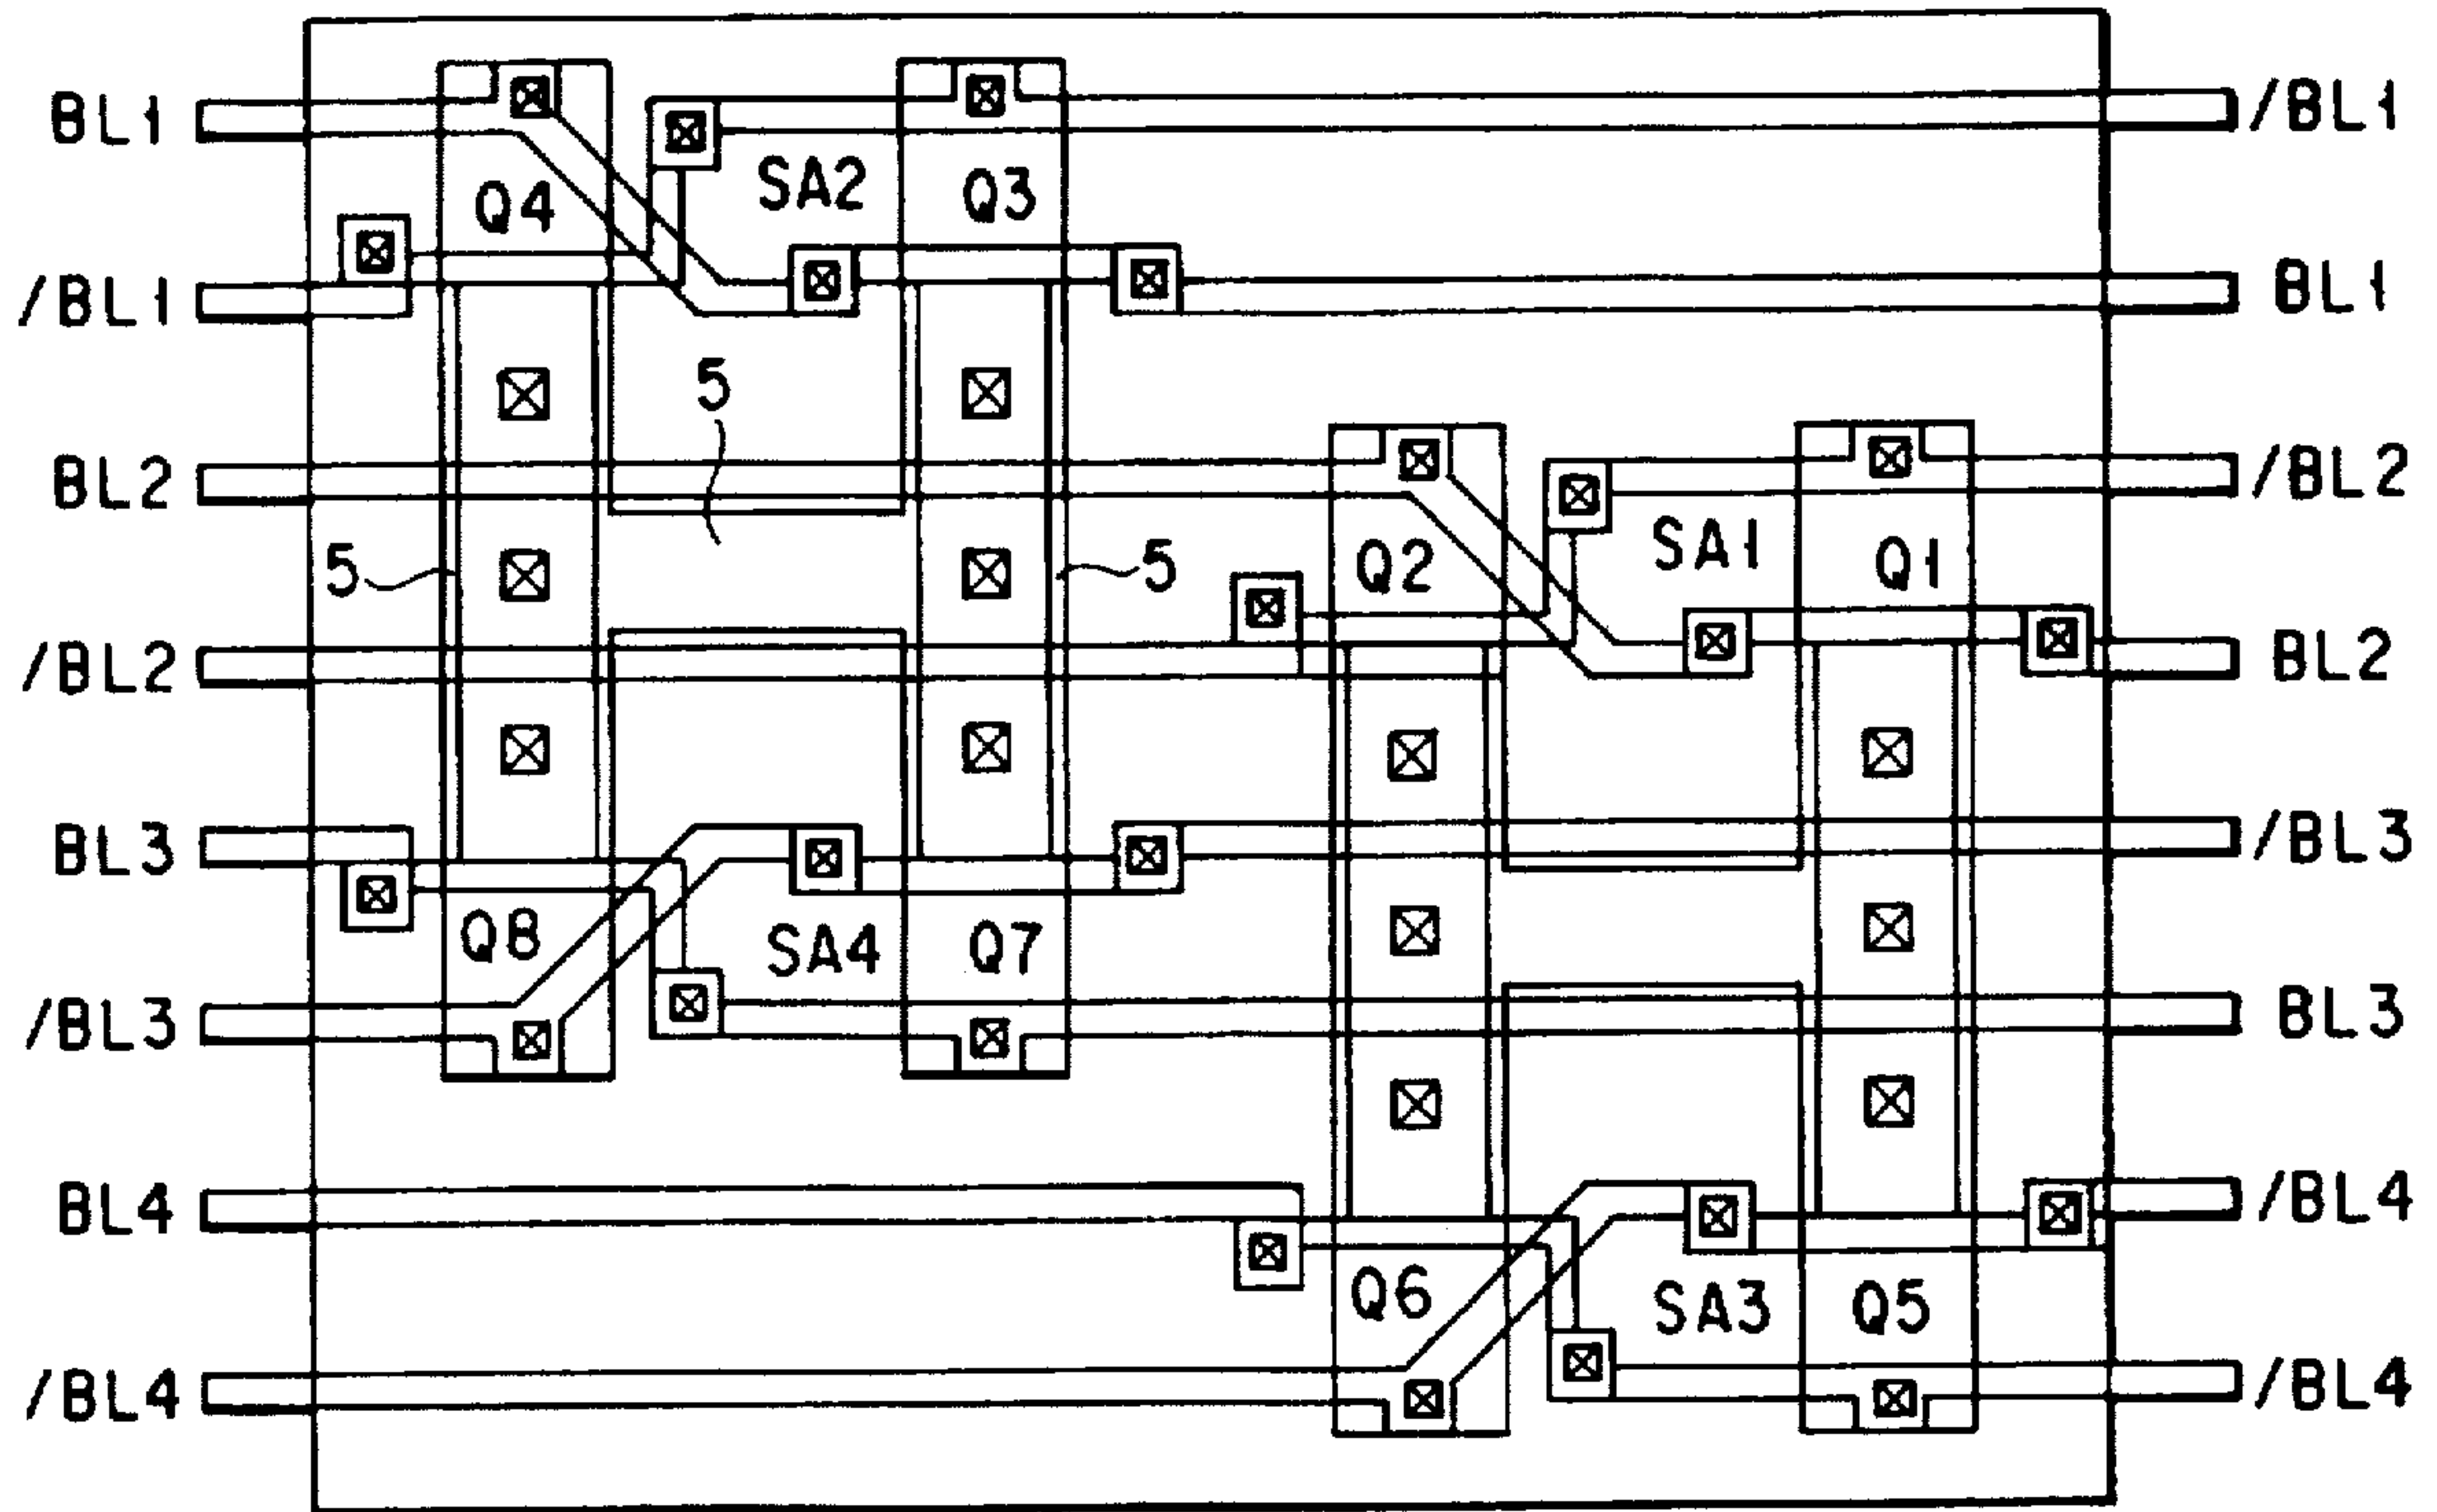 BL1 /BL1
SA2
Q4 Q3
/BL1 BL1
5
BL2 /BL2
SA1
5 5 Q2 Q1
/BL2 BL2
BL3 /BL3
Q8 SA4 Q7
/BL3 BL3
BL4 /BL4
Q6 SA3 Q5
/BL4 /BL4